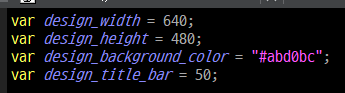 var design_width = 640;
var design_height = 480;
var design_background_color = "#abd0bc";
var design_title_bar = 50;